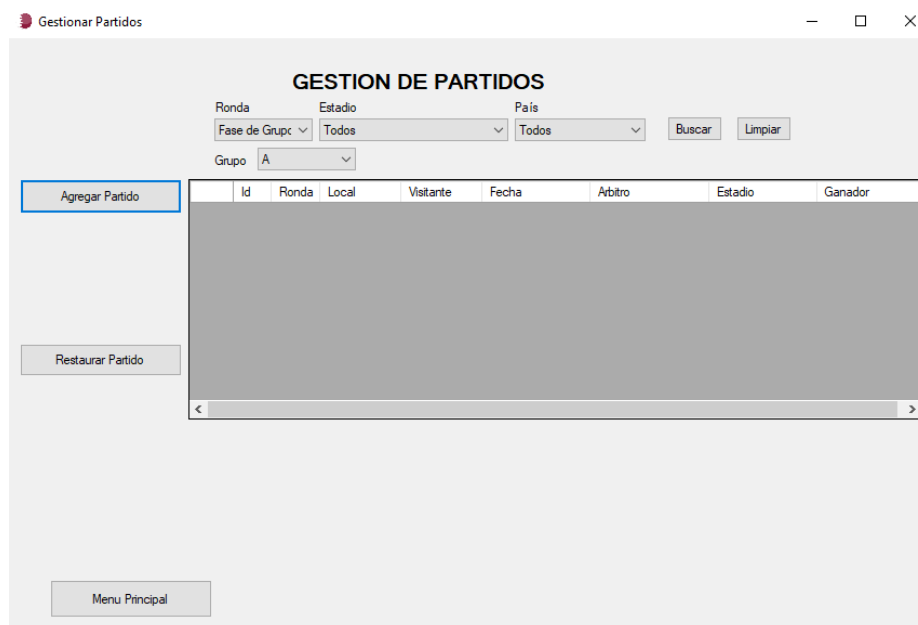 Gestionar Partidos
GESTION DE PARTIDOS
Ronda Estadio País
Fase de Grupc Todos Todos Buscar Limpiar
Grupo A
Agregar Partido
Id Ronda Local Visitante Fecha Arbitro Estadio Ganador
Restaurar Partido
Menu Principal